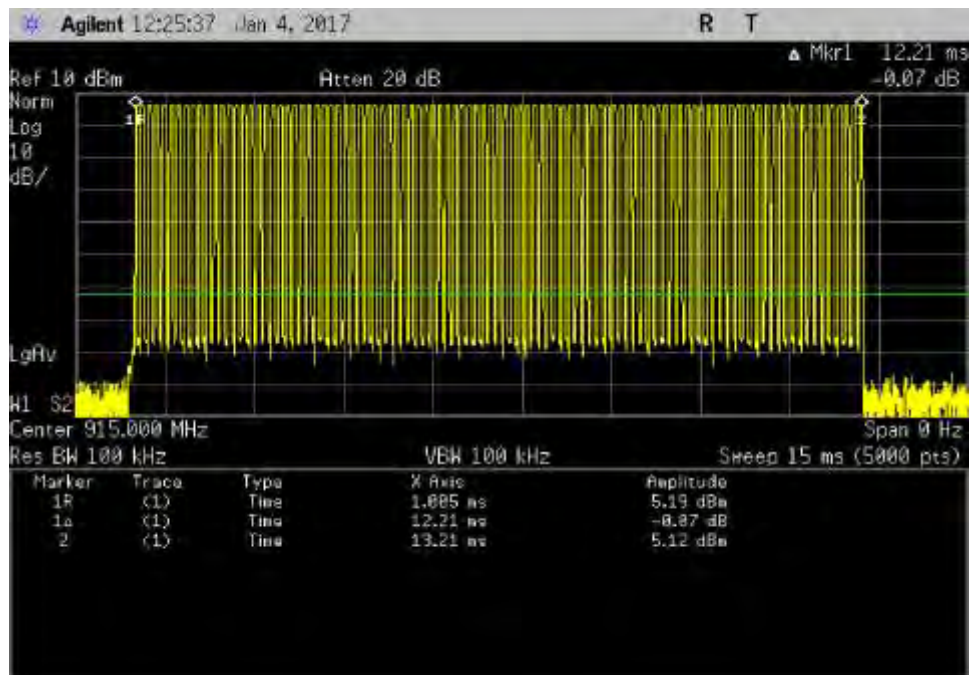 Agilent 12:25:37 Jan 4, 2017 R T
Δ Mkr1 12.21 ms
Ref 10 dBm Atten 20 dB -0.07 dB
Norm
Log
10
dB/
1R 2
LgAv
W1 S2
Center 915.000 MHz Span 0 Hz
Res BW 100 kHz VBW 100 kHz Sweep 15 ms (5000 pts)
Marker Trace Type X Axis Amplitude
1R (1) Time 1.005 ms 5.19 dBm
1Δ (1) Time 12.21 ms -0.07 dB
2 (1) Time 13.21 ms 5.12 dBm